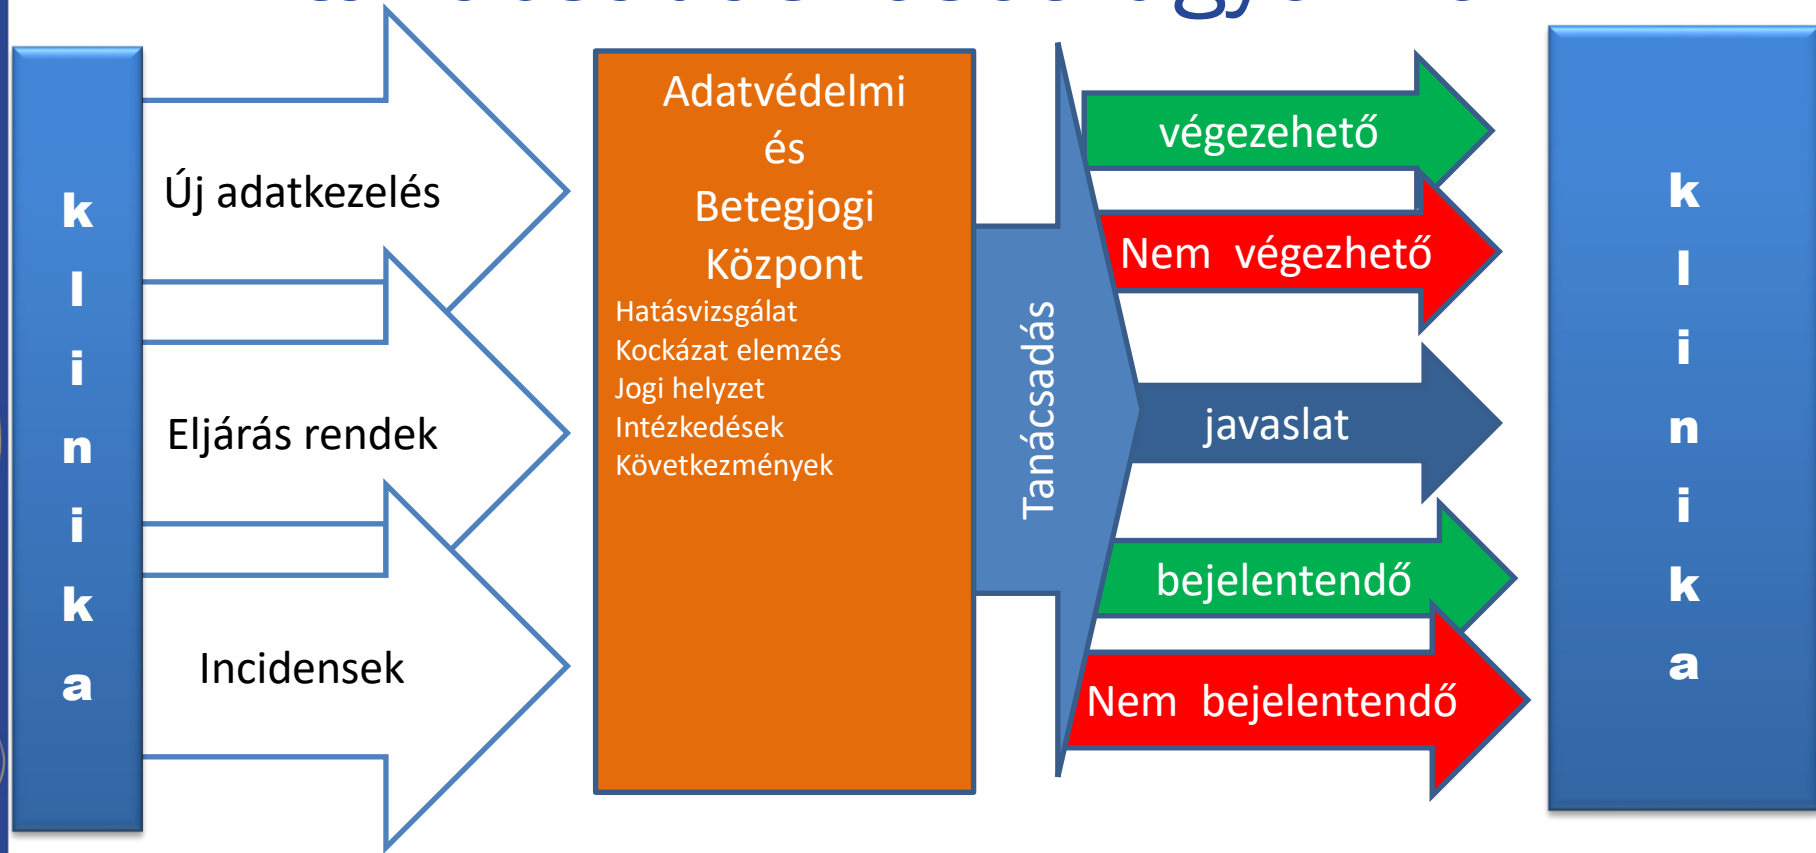 k
l
i
n
i
k
a
Új adatkezelés
Eljárás rendek
Incidensek
Adatvédelmi
és
Betegjogi
Központ
Hatásvizsgálat
Kockázat elemzés
Jogi helyzet
Intézkedések
Következmények
Tanácsadás
végezehető
Nem végezhető
javaslat
bejelentendő
Nem bejelentendő
k
l
i
n
i
k
a